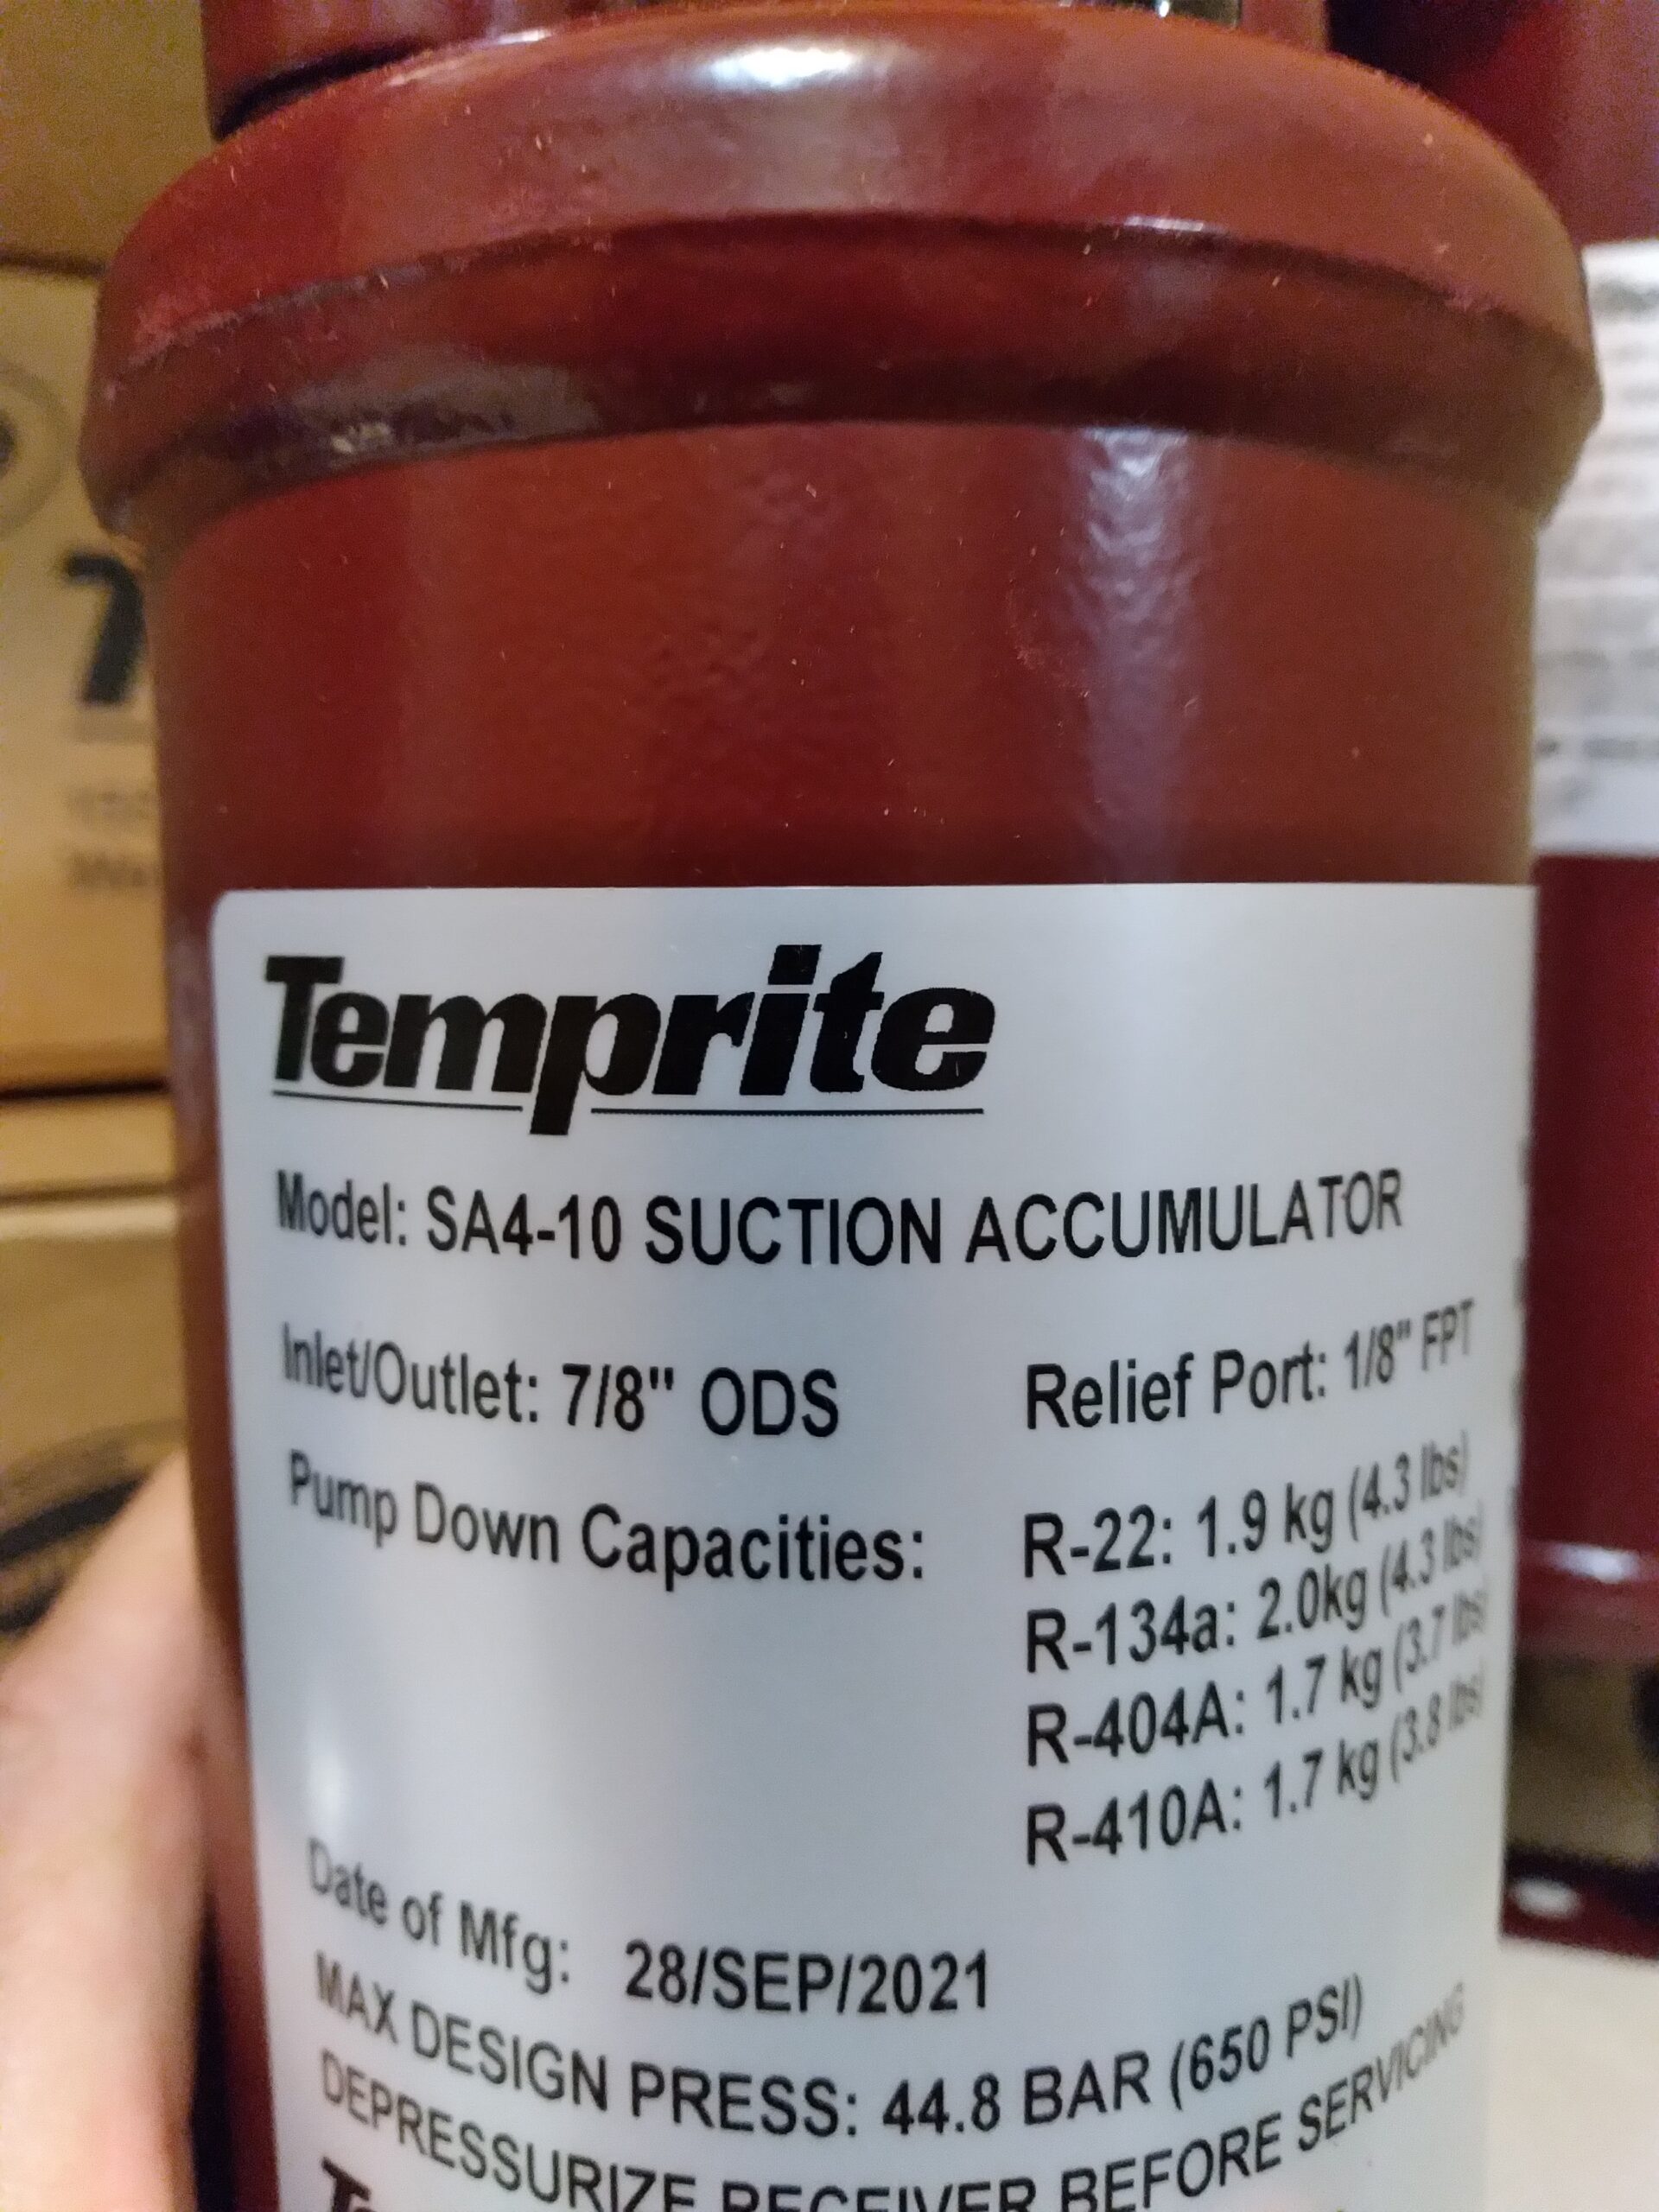 Temprite
Model: SA4-10 SUCTION ACCUMULATOR
Inlet/Outlet: 7/8" ODS Relief Port: 1/8" FPT
Pump Down Capacities: R-22: 1.9 kg (4.3 lbs)
R-134a: 2.0kg (4.3 lbs)
R-404A: 1.7 kg (3.7 lbs)
R-410A: 1.7 kg (3.8 lbs)
Date of Mfg: 28/SEP/2021
MAX DESIGN PRESS: 44.8 BAR (650 PSI)
DEPRESSURIZE RECEIVER BEFORE SERVICING